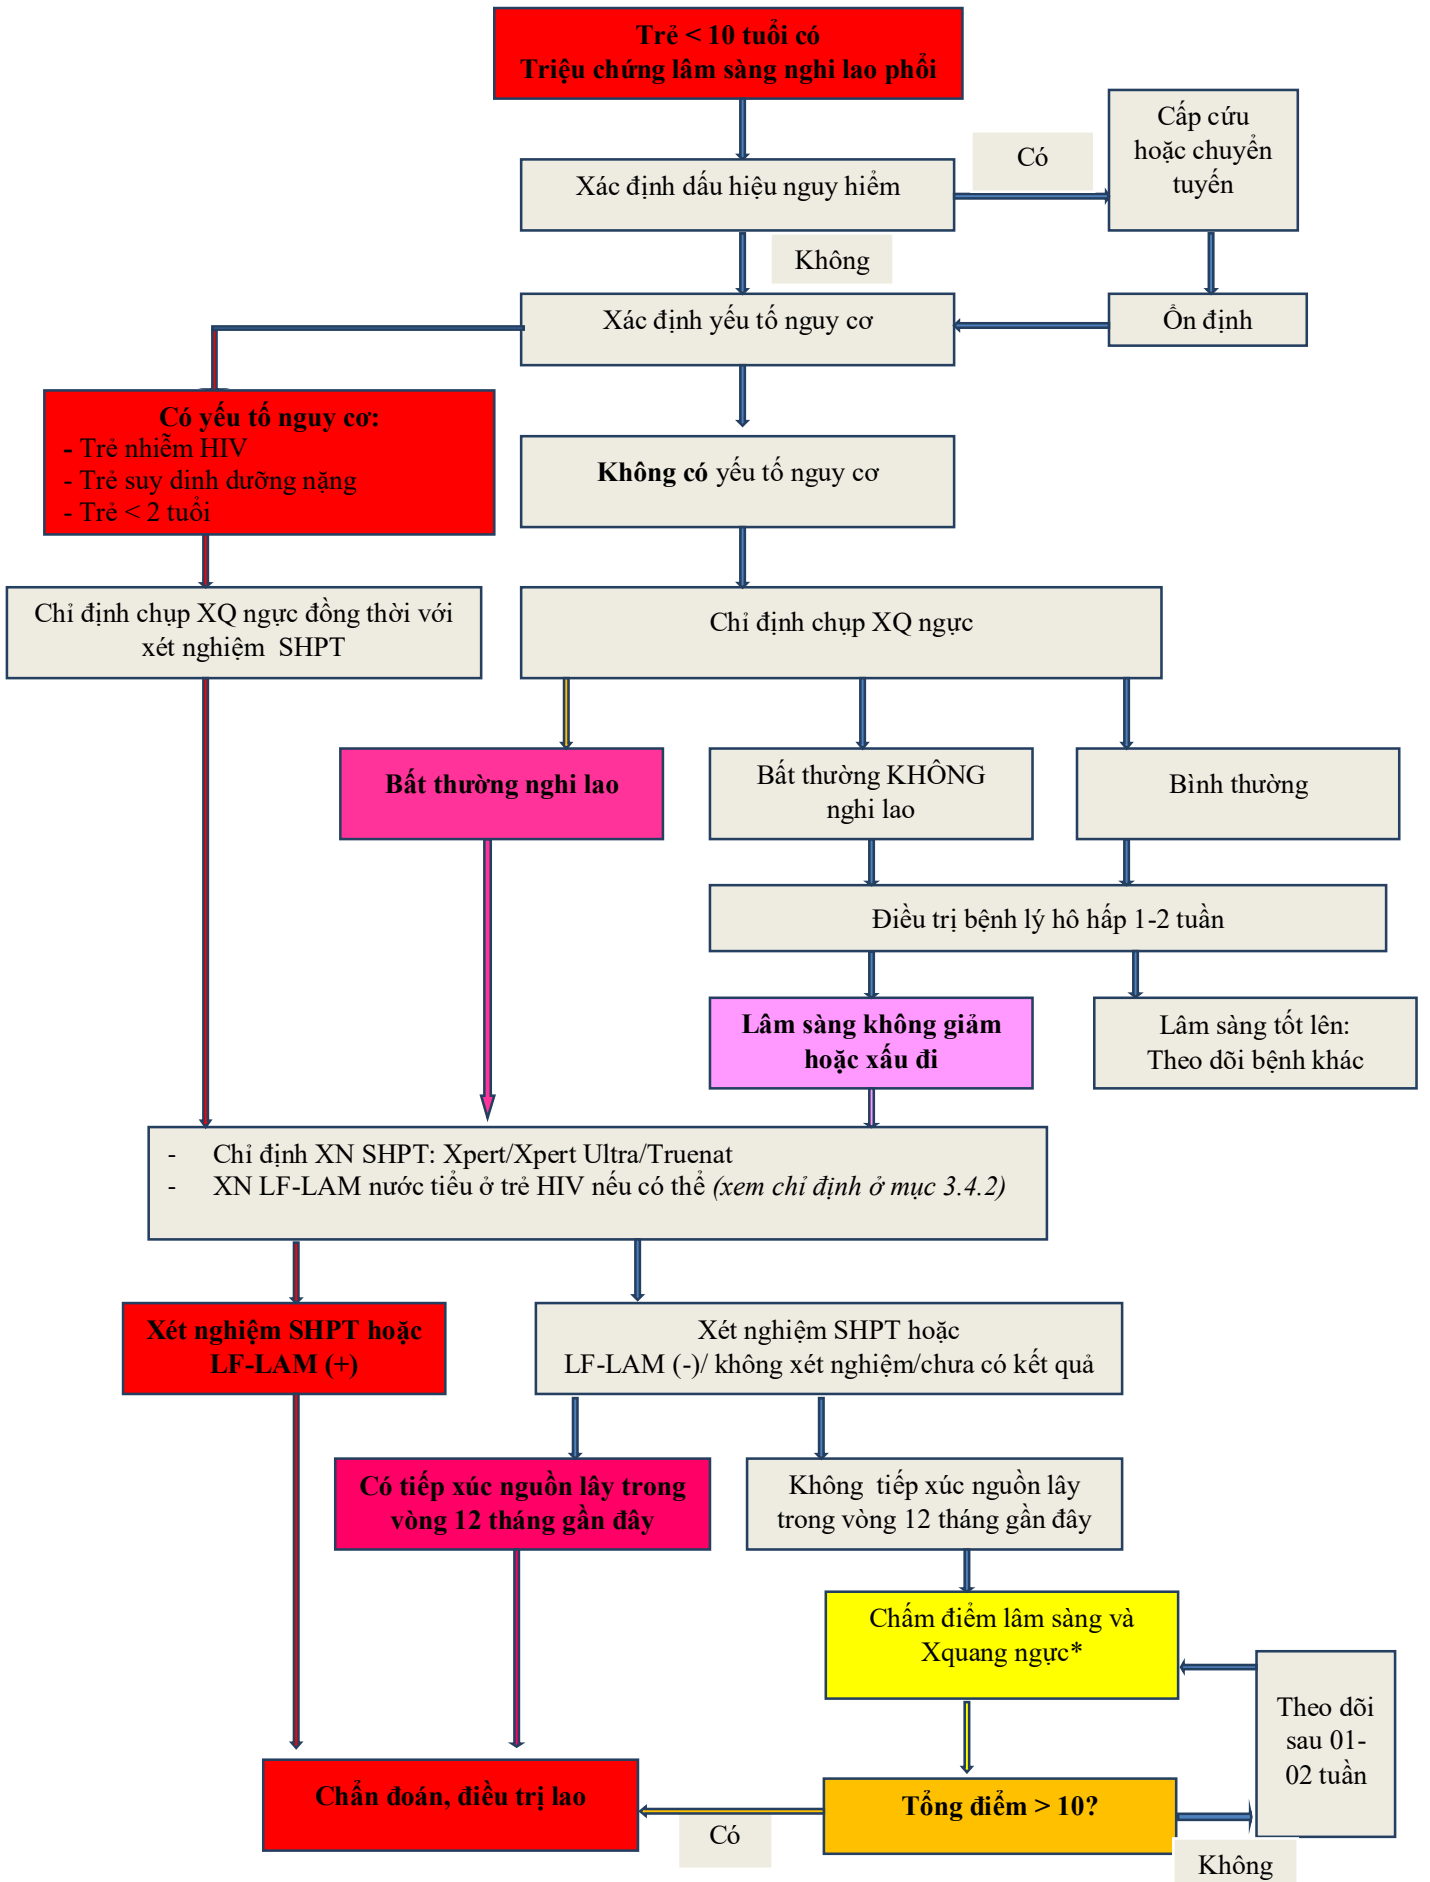 Trẻ < 10 tuổi có
Triệu chứng lâm sàng nghi lao phổi
Cấp cứu
hoặc chuyển
tuyến
Có
Xác định dấu hiệu nguy hiểm
Không
Xác định yếu tố nguy cơ
Ổn định
Có yếu tố nguy cơ:
- Trẻ nhiễm HIV
- Trẻ suy dinh dưỡng nặng
- Trẻ < 2 tuổi
Không có yếu tố nguy cơ
Chỉ định chụp XQ ngực đồng thời với
xét nghiệm SHPT
Chỉ định chụp XQ ngực
Bất thường nghi lao
Bất thường KHÔNG
nghi lao
Bình thường
Điều trị bệnh lý hô hấp 1-2 tuần
Lâm sàng không giảm
hoặc xấu đi
Lâm sàng tốt lên:
Theo dõi bệnh khác
- Chỉ định XN SHPT: Xpert/Xpert Ultra/Truenat
- XN LF-LAM nước tiểu ở trẻ HIV nếu có thể (xem chỉ định ở mục 3.4.2)
Xét nghiệm SHPT hoặc
LF-LAM (+)
Xét nghiệm SHPT hoặc
LF-LAM (-)/ không xét nghiệm/chưa có kết quả
Có tiếp xúc nguồn lây trong
vòng 12 tháng gần đây
Không tiếp xúc nguồn lây
trong vòng 12 tháng gần đây
Chấm điểm lâm sàng và
Xquang ngực*
Theo dõi
sau 01-
02 tuần
Chẩn đoán, điều trị lao
Tổng điểm > 10?
Có
Không